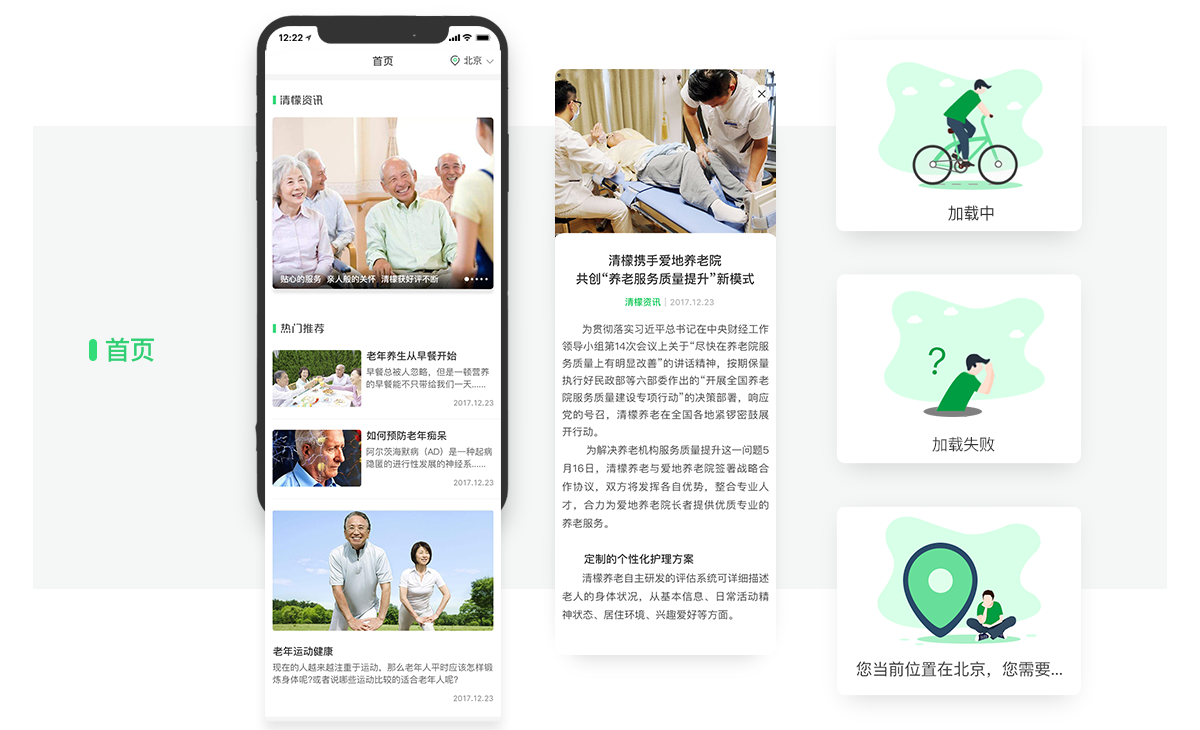 首页
12:22
首页
北京
清檬资讯
贴心的服务 亲人般的关怀 清檬获好评不断
热门推荐
老年养生从早餐开始
早餐总被人忽略，但是一顿营养
的早餐能不只带给我们一天......
2017.12.23
如何预防老年痴呆
阿尔茨海默病（AD）是一种起病
隐匿的进行性发展的神经系......
2017.12.23
老年运动健康
现在的人越来越注重于运动，那么老年人平时应该怎样锻
炼身体呢?或者说哪些运动比较的适合老年人呢?
2017.12.23
清檬携手爱地养老院
共创“养老服务质量提升”新模式
清檬资讯 | 2017.12.23
为贯彻落实习近平总书记在中央财经工作
领导小组第14次会议上关于“尽快在养老院服
务质量上有明显改善”的讲话精神，按期保量
执行好民政部等六部委作出的“开展全国养老
院服务质量建设专项行动”的决策部署，响应
党的号召，清檬养老在全国各地紧锣密鼓展
开行动。
为解决养老机构服务质量提升这一问题5
月16日，清檬养老与爱地养老院签署战略合
作协议，双方将发挥各自优势，整合专业人
才，合力为爱地养老院长者提供优质专业的
养老服务。
定制的个性化护理方案
清檬养老自主研发的评估系统可详细描述
老人的身体状况，从基本信息、日常活动精
神状态、居住环境、兴趣爱好等方面。
加载中
?
加载失败
您当前位置在北京，您需要...